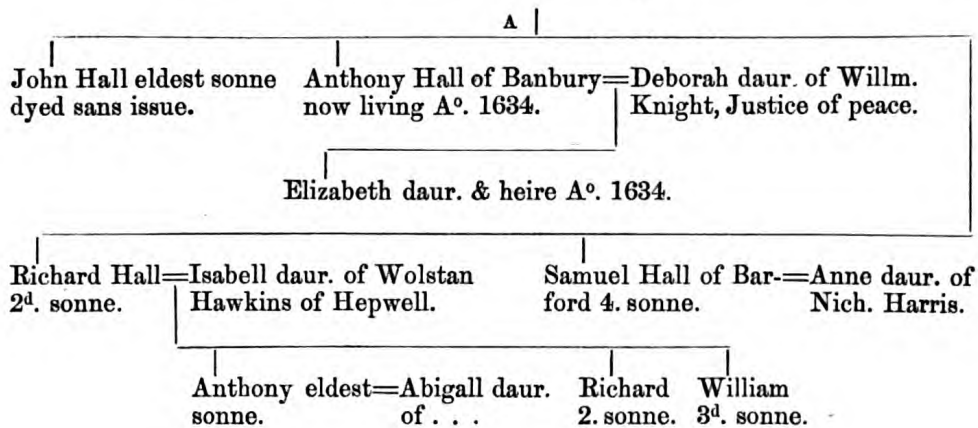 A
John Hall eldest sonne
dyed sans issue.
Anthony Hall of Banbury=Deborah daur. of Willm.
now living Aº. 1634.
Knight, Justice of peace.
Elizabeth daur. & heire Aº. 1634.
Richard Hall=Isabell daur. of Wolstan
2ᵈ. sonne.
Hawkins of Hepwell.
Samuel Hall of Bar-=Anne daur. of
ford 4. sonne.
Nich. Harris.
Anthony eldest=Abigall daur.
sonne.
of . . .
Richard
2. sonne.
William
3ᵈ. sonne.